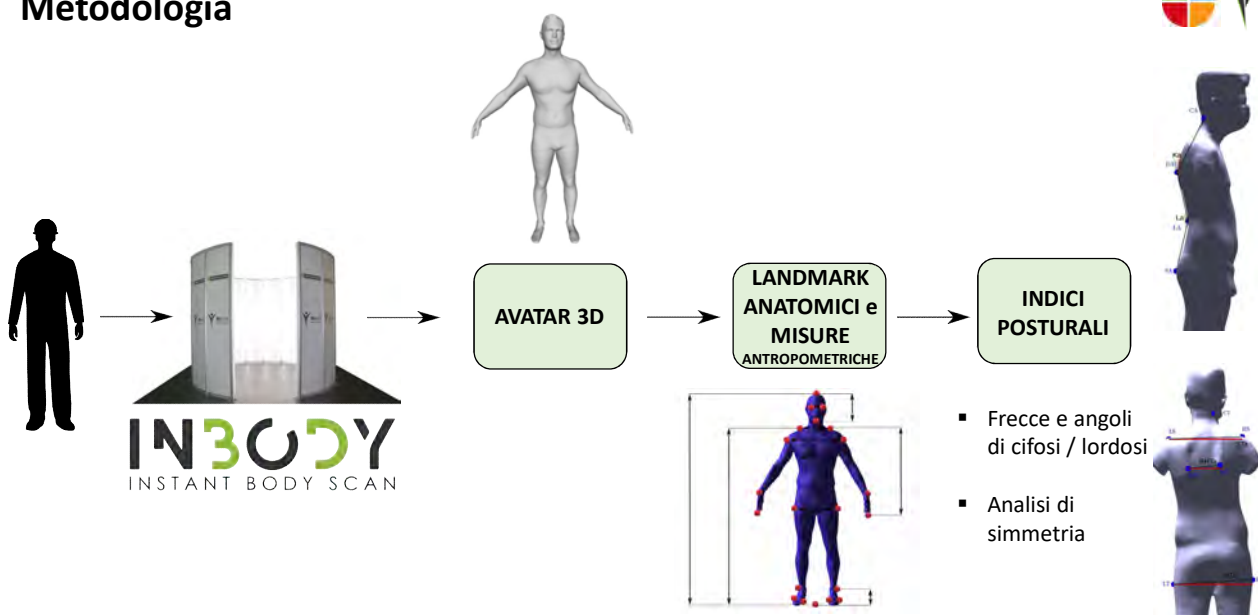 Metodologia
AVATAR 3D
LANDMARK
ANATOMICI e
MISURE
ANTROPOMETRICHE
INDICI
POSTURALI
INBODY
INSTANT BODY SCAN
▪ Frecce e angoli
di cifosi / lordosi
▪ Analisi di
simmetria